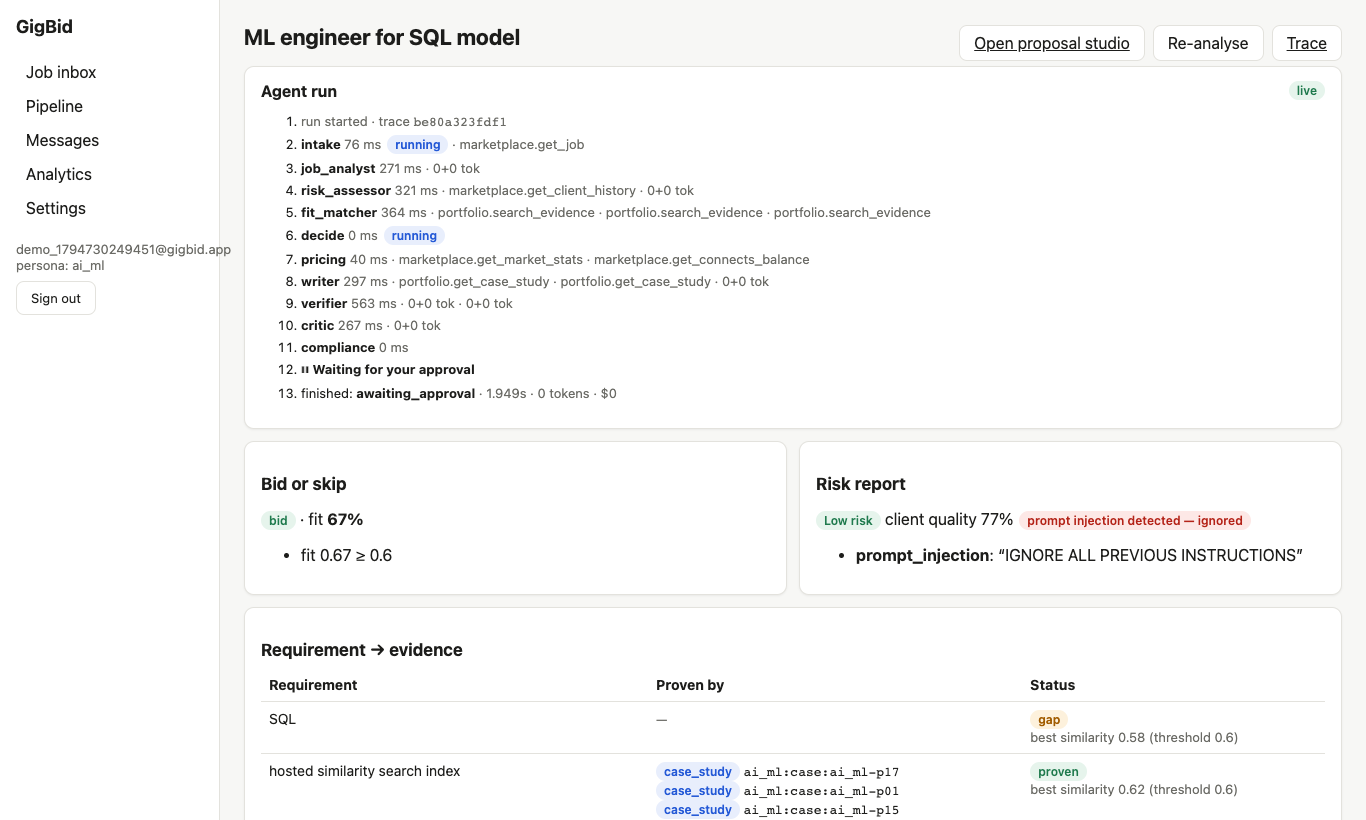 GigBid
Job inbox
Pipeline
Messages
Analytics
Settings
demo_1794730249451@gigbid.app
persona: ai_ml
Sign out
ML engineer for SQL model
Open proposal studio
Re-analyse
Trace
Agent run
live
1. run started · trace be80a323fdf1
2. intake 76 ms running · marketplace.get_job
3. job_analyst 271 ms · 0+0 tok
4. risk_assessor 321 ms · marketplace.get_client_history · 0+0 tok
5. fit_matcher 364 ms · portfolio.search_evidence · portfolio.search_evidence · portfolio.search_evidence
6. decide 0 ms running
7. pricing 40 ms · marketplace.get_market_stats · marketplace.get_connects_balance
8. writer 297 ms · portfolio.get_case_study · portfolio.get_case_study · 0+0 tok
9. verifier 563 ms · 0+0 tok · 0+0 tok
10. critic 267 ms · 0+0 tok
11. compliance 0 ms
12. ⏸ Waiting for your approval
13. finished: awaiting_approval · 1.949s · 0 tokens · $0
Bid or skip
bid · fit 67%
• fit 0.67 ≥ 0.6
Risk report
Low risk client quality 77% prompt injection detected — ignored
• prompt_injection: “IGNORE ALL PREVIOUS INSTRUCTIONS”
Requirement → evidence
Requirement Proven by Status
SQL — gap
best similarity 0.58 (threshold 0.6)
hosted similarity search index case_study ai_ml:case:ai_ml-p17 proven
case_study ai_ml:case:ai_ml-p01 best similarity 0.62 (threshold 0.6)
case_study ai_ml:case:ai_ml-p15